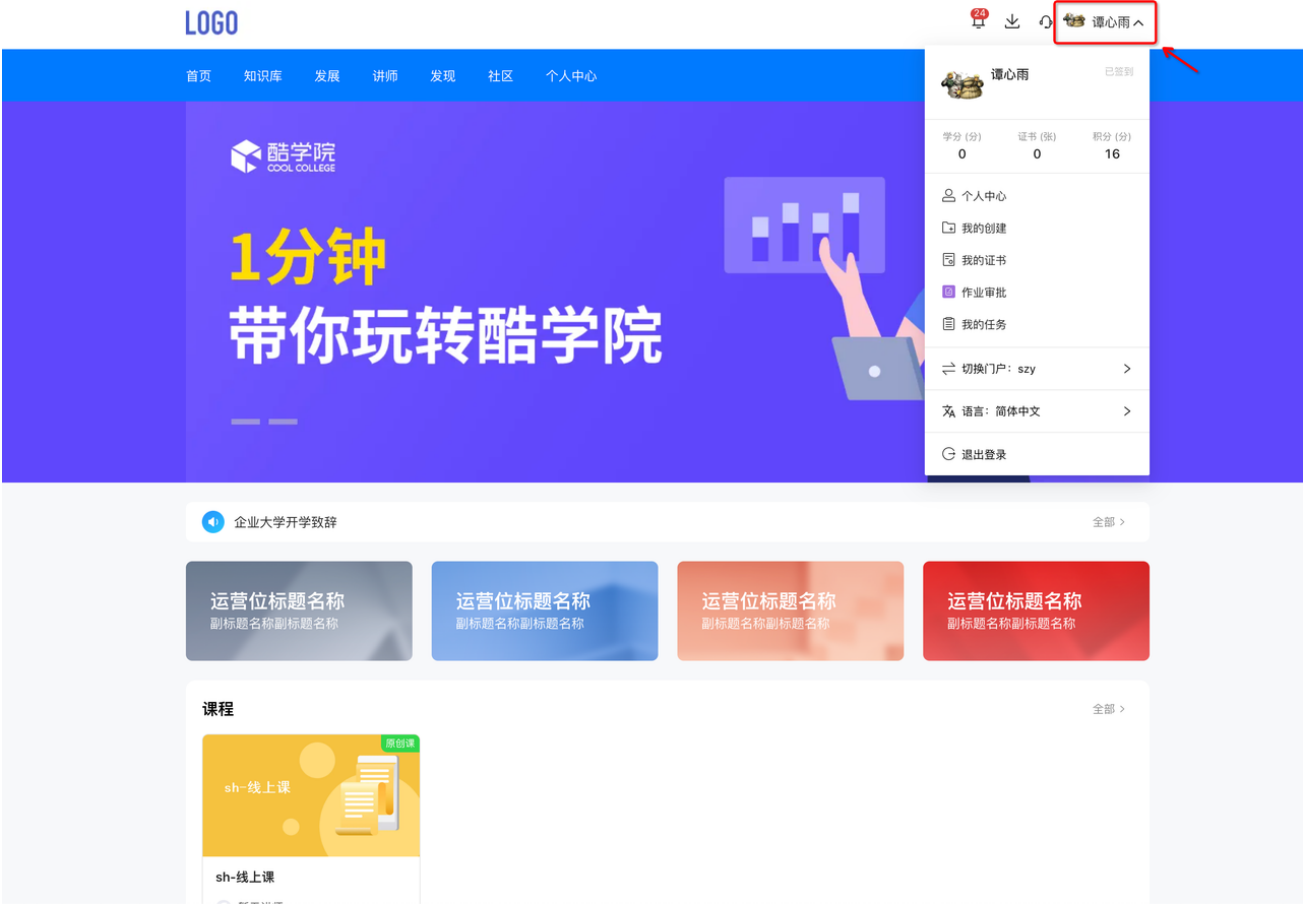 LOGO
24
谭心雨
首页 知识库 发展 讲师 发现 社区 个人中心
谭心雨
已签到
学分 (分) 证书 (张) 积分 (分)
0 0 16
个人中心
我的创建
我的证书
作业审批
我的任务
切换门户：szy
语言：简体中文
退出登录
酷学院
COOL COLLEGE
1分钟
带你玩转酷学院
企业大学开学致辞
全部
运营位标题名称 运营位标题名称 运营位标题名称 运营位标题名称
副标题名称副标题名称 副标题名称副标题名称 副标题名称副标题名称 副标题名称副标题名称
课程
全部
原创课
sh-线上课
sh-线上课